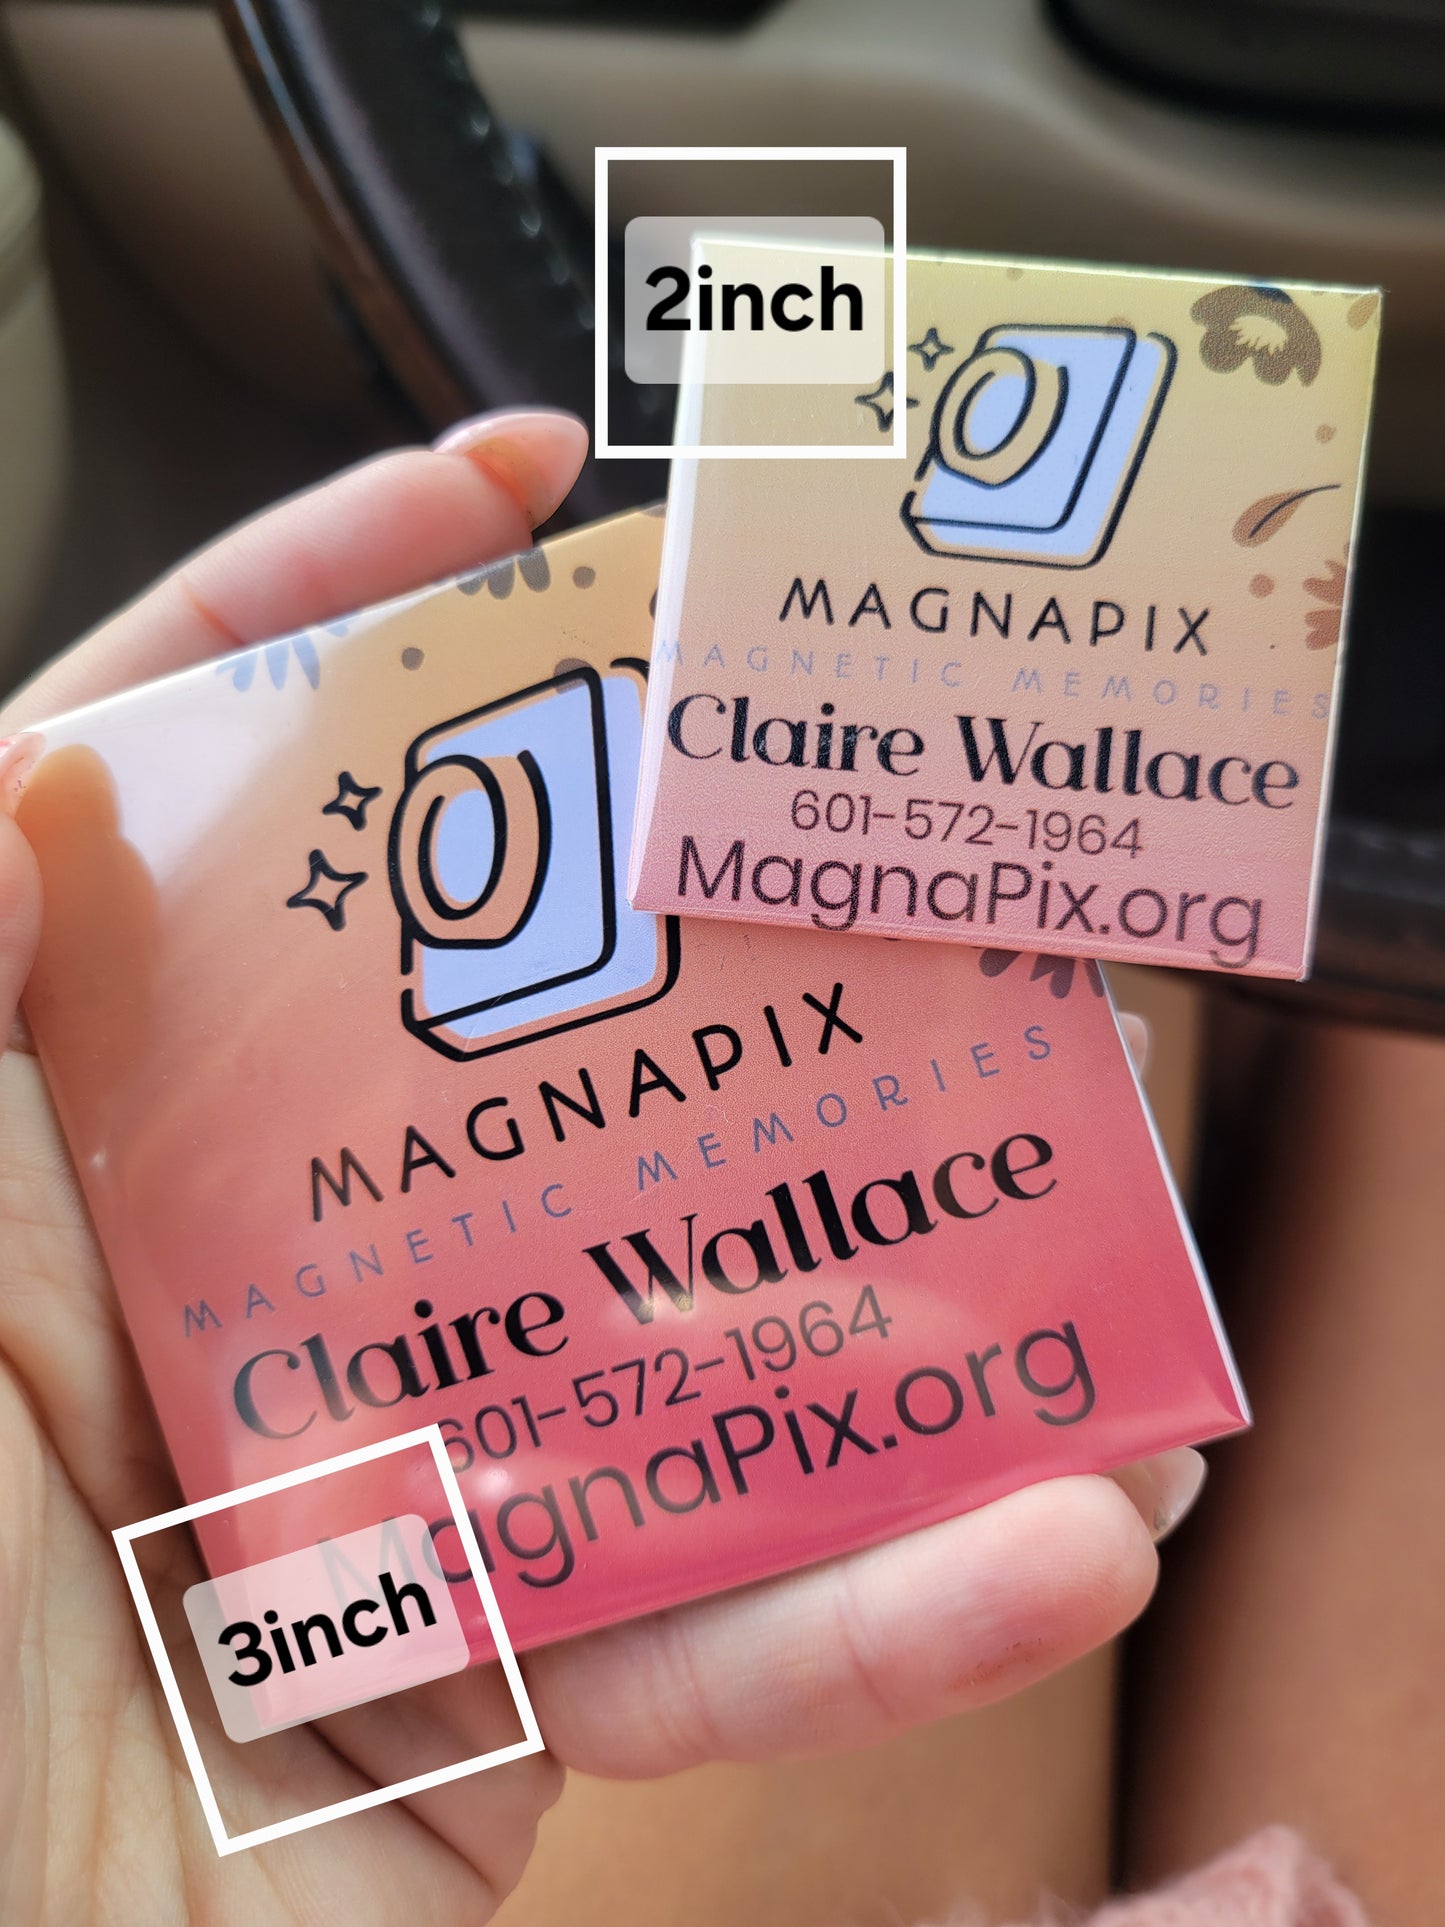 2inch
MAGNAPIX
MAGNETIC MEMORIES
Claire Wallace
601-572-1964
MagnaPix.org
MAGNAPIX
MAGNETIC MEMORIES
Claire Wallace
601-572-1964
MagnaPix.org
3inch